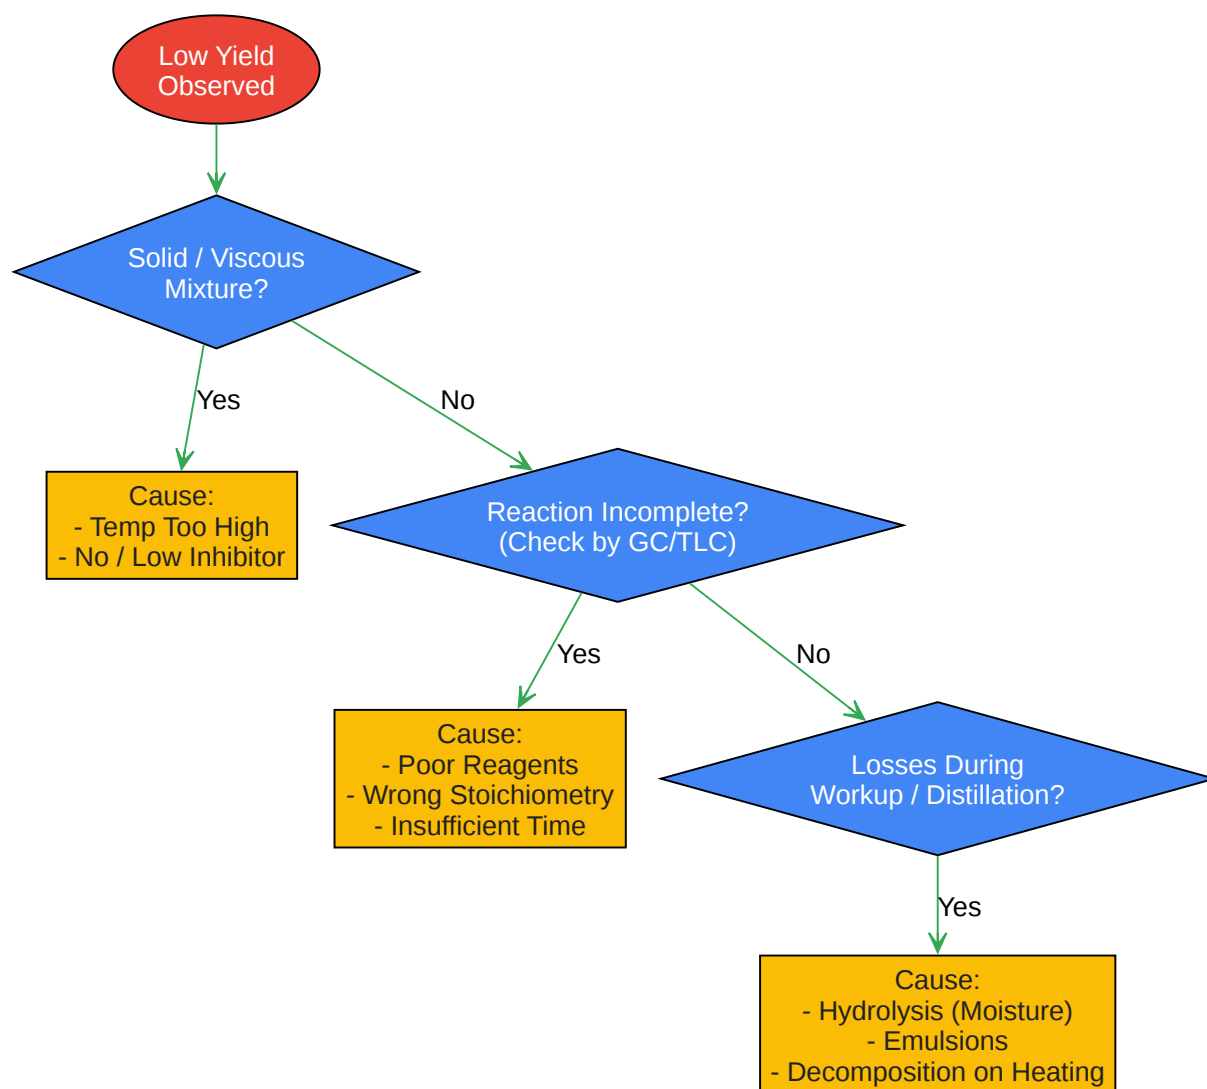 Low Yield
Observed
Solid / Viscous
Mixture?
Yes
No
Cause:
- Temp Too High
- No / Low Inhibitor
Reaction Incomplete?
(Check by GC/TLC)
Yes
No
Cause:
- Poor Reagents
- Wrong Stoichiometry
- Insufficient Time
Losses During
Workup / Distillation?
Yes
Cause:
- Hydrolysis (Moisture)
- Emulsions
- Decomposition on Heating